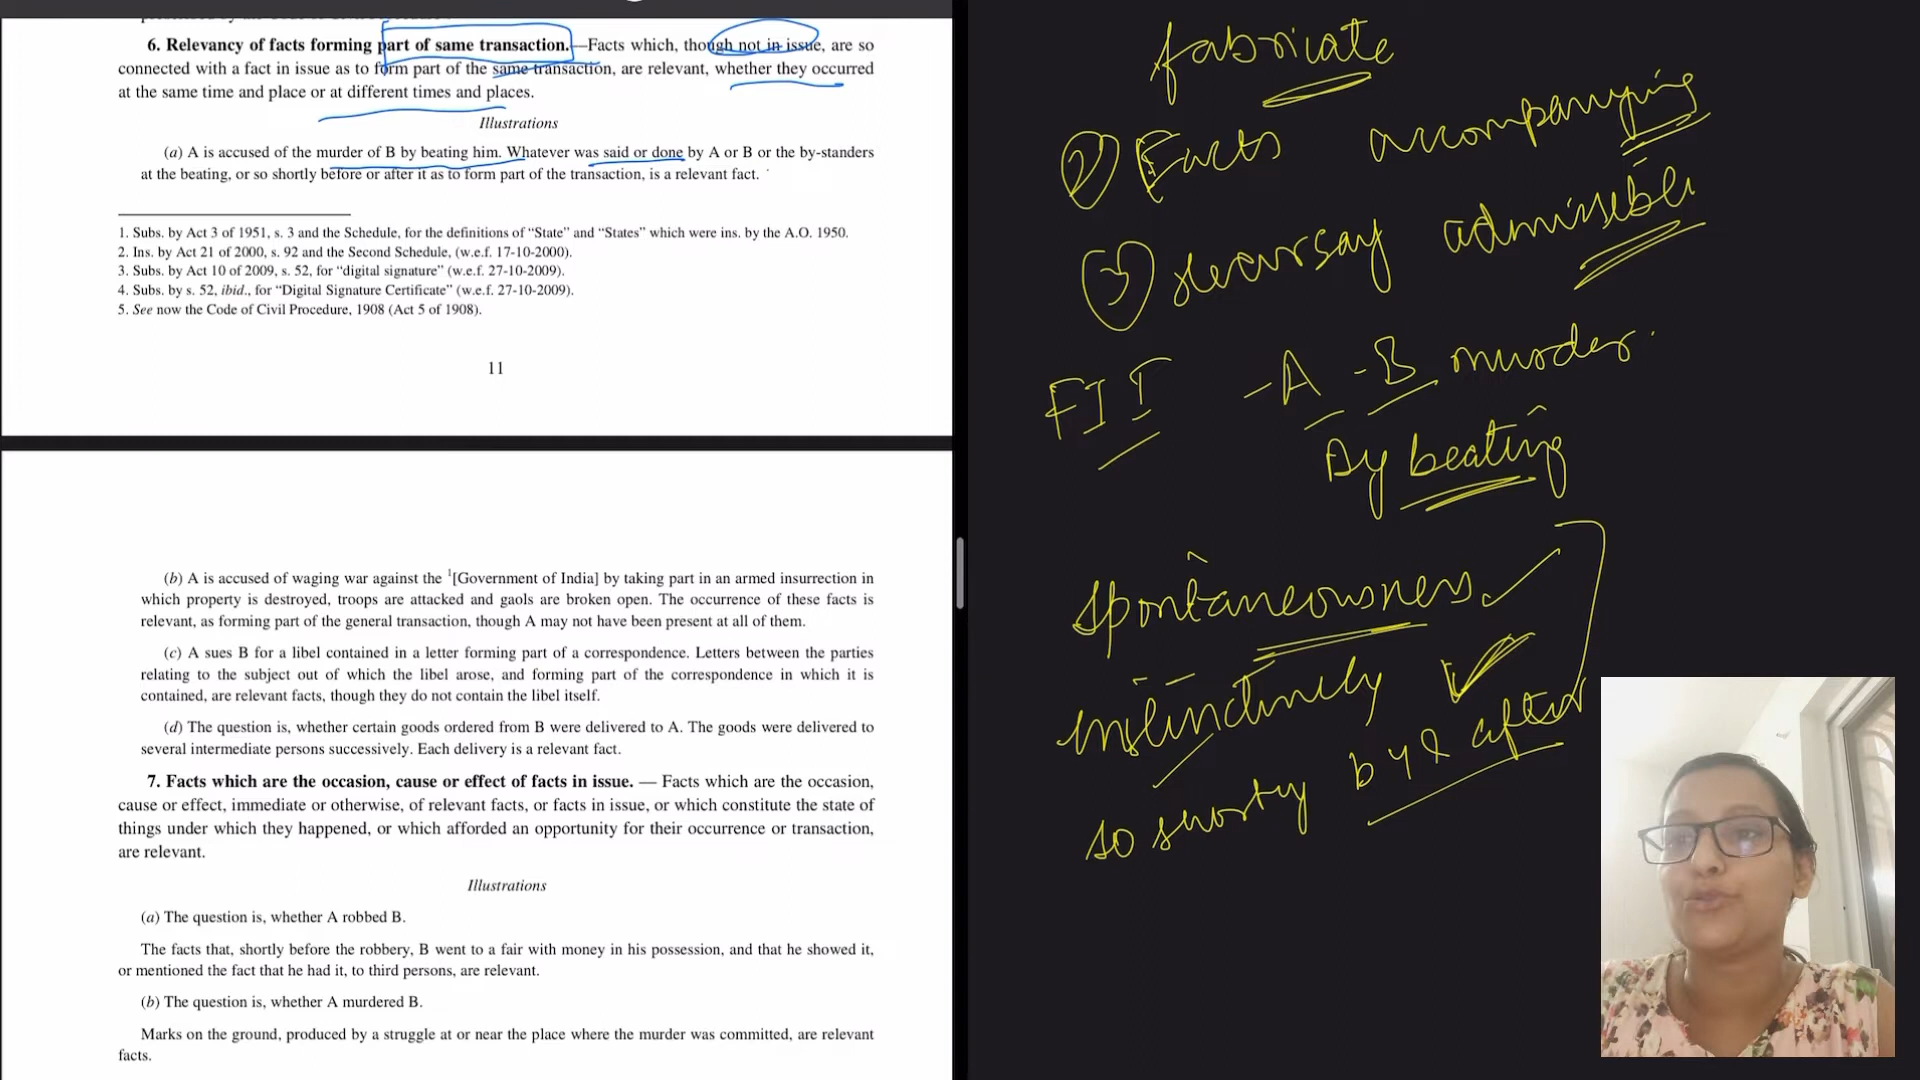 6. Relevancy of facts forming part of same transaction.—Facts which, though not in issue, are so
connected with a fact in issue as to form part of the same transaction, are relevant, whether they occurred
at the same time and place or at different times and places.
Illustrations
(a) A is accused of the murder of B by beating him. Whatever was said or done by A or B or the by-standers
at the beating, or so shortly before or after it as to form part of the transaction, is a relevant fact.
1. Subs. by Act 3 of 1951, s. 3 and the Schedule, for the definitions of “State” and “States” which were ins. by the A.O. 1950.
2. Ins. by Act 21 of 2000, s. 92 and the Second Schedule, (w.e.f. 17-10-2000).
3. Subs. by Act 10 of 2009, s. 52, for “digital signature” (w.e.f. 27-10-2009).
4. Subs. by s. 52, ibid., for “Digital Signature Certificate” (w.e.f. 27-10-2009).
5. See now the Code of Civil Procedure, 1908 (Act 5 of 1908).
11
(b) A is accused of waging war against the 1[Government of India] by taking part in an armed insurrection in
which property is destroyed, troops are attacked and gaols are broken open. The occurrence of these facts is
relevant, as forming part of the general transaction, though A may not have been present at all of them.
(c) A sues B for a libel contained in a letter forming part of a correspondence. Letters between the parties
relating to the subject out of which the libel arose, and forming part of the correspondence in which it is
contained, are relevant facts, though they do not contain the libel itself.
(d) The question is, whether certain goods ordered from B were delivered to A. The goods were delivered to
several intermediate persons successively. Each delivery is a relevant fact.
7. Facts which are the occasion, cause or effect of facts in issue. — Facts which are the occasion,
cause or effect, immediate or otherwise, of relevant facts, or facts in issue, or which constitute the state of
things under which they happened, or which afforded an opportunity for their occurrence or transaction,
are relevant.
Illustrations
(a) The question is, whether A robbed B.
The facts that, shortly before the robbery, B went to a fair with money in his possession, and that he showed it,
or mentioned the fact that he had it, to third persons, are relevant.
(b) The question is, whether A murdered B.
Marks on the ground, produced by a struggle at or near the place where the murder was committed, are relevant
facts.
fabricate
② Facts accompanying
③ Hearsay admissible
FII - A - B murder.
By beating
spontaneousness
instinctively
so shortly b4 & after